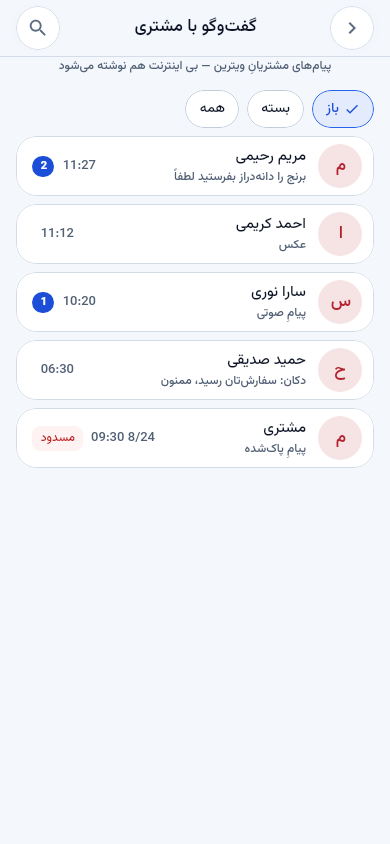 گفت‌وگو با مشتری
پیام‌های مشتریانِ ویترین — بی اینترنت هم نوشته می‌شود
باز
بسته
همه
م
مریم رحیمی
برنج را دانه‌دراز بفرستید لطفاً
11:27
2
ا
احمد کریمی
عکس
11:12
س
سارا نوری
پیامِ صوتی
10:20
1
ح
حمید صدیقی
دکان: سفارش‌تان رسید، ممنون
06:30
م
مشتری
پیامِ پاک‌شده
8/24 09:30
مسدود